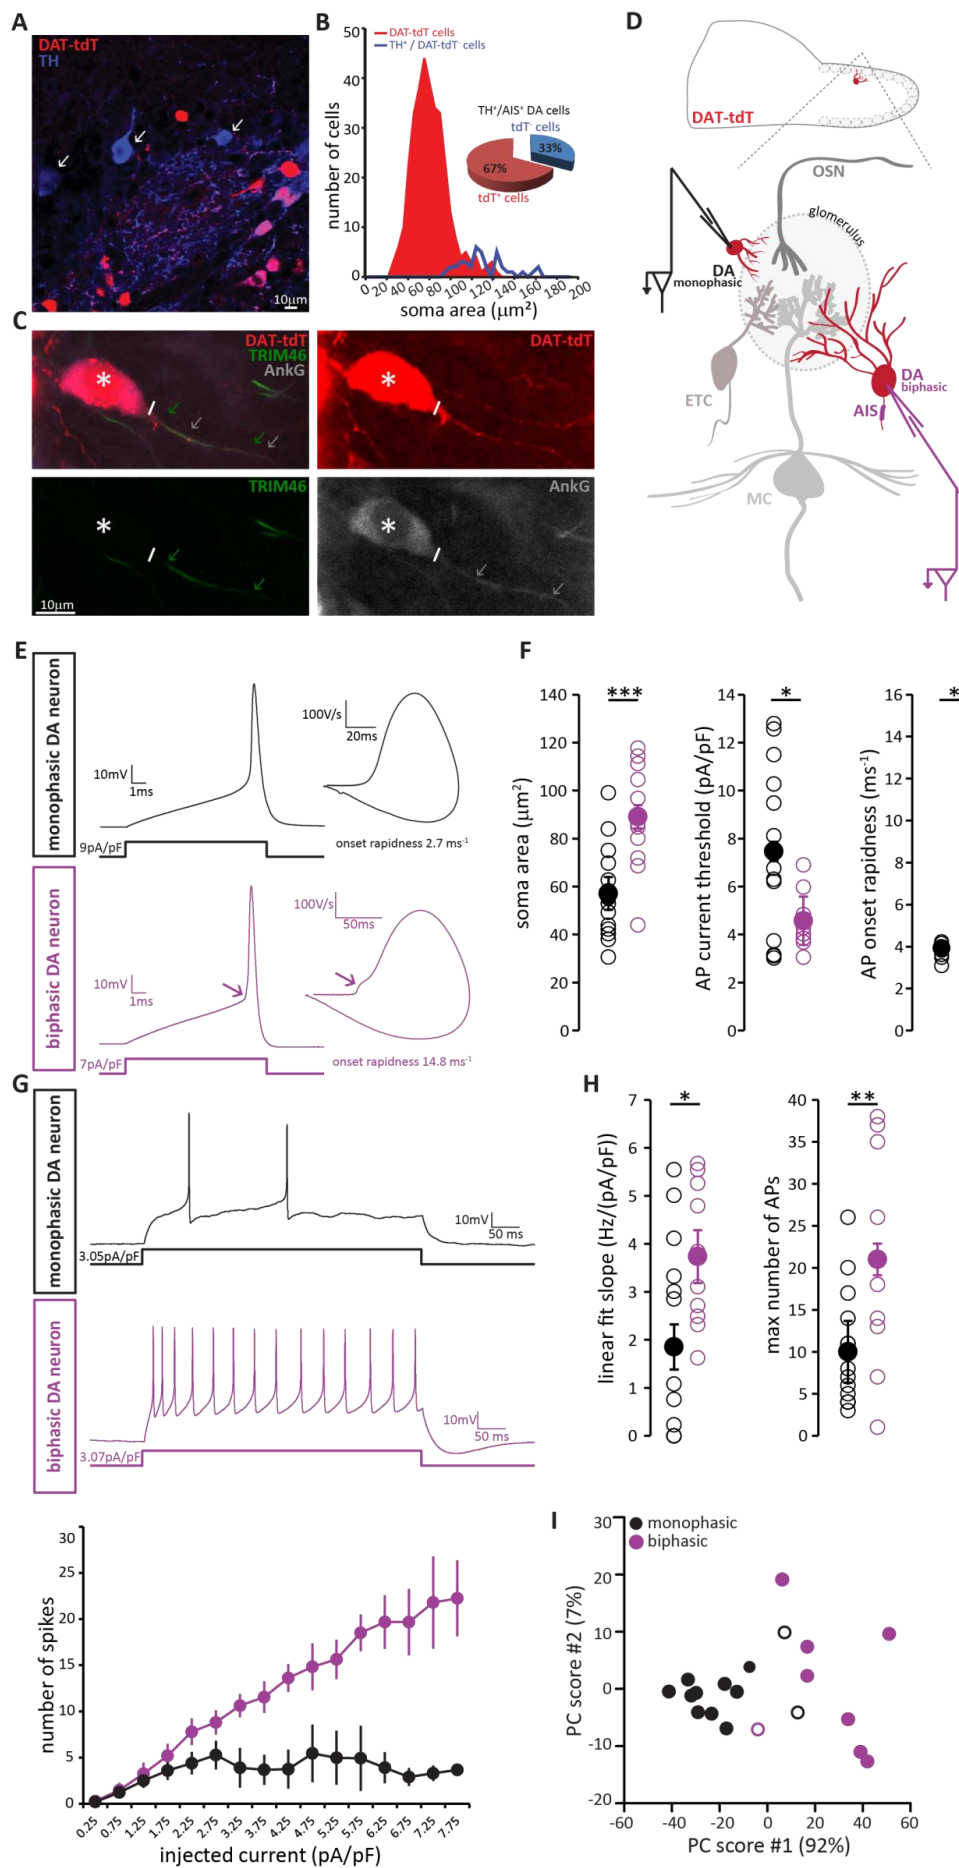 A
DAT-tdT
TH
10µm
B
50
40
30
20
10
0
number of cells
DAT-tdT cells
TH⁺ / DAT-tdT⁻ cells
TH⁺/AIS⁺ DA cells
tdT⁻ cells
33%
67%
tdT⁺ cells
0 20 40 60 80 100 120 140 160 180 200
soma area (µm²)
C
DAT-tdT
TRIM46
AnkG
*
DAT-tdT
*
TRIM46
*
10µm
AnkG
*
D
DAT-tdT
OSN
glomerulus
DA
monophasic
ETC
DA
biphasic
AIS
MC
E
monophasic DA neuron
10mV
1ms
9pA/pF
100V/s
20ms
onset rapidness 2.7 ms⁻¹
biphasic DA neuron
10mV
1ms
7pA/pF
100V/s
50ms
onset rapidness 14.8 ms⁻¹
F
***
140
120
100
80
60
40
20
0
soma area (µm²)
*
14
12
10
8
6
4
2
0
AP current threshold (pA/pF)
*
16
14
12
10
8
6
4
2
0
AP onset rapidness (ms⁻¹)
G
monophasic DA neuron
3.05pA/pF
10mV
50 ms
biphasic DA neuron
3.07pA/pF
10mV
50 ms
H
*
7
6
5
4
3
2
1
0
linear fit slope (Hz/(pA/pF))
**
40
35
30
25
20
15
10
5
0
max number of APs
30
25
20
15
10
5
0
number of spikes
0.25 0.75 1.25 1.75 2.25 2.75 3.25 3.75 4.25 4.75 5.25 5.75 6.25 6.75 7.25 7.75
injected current (pA/pF)
I
monophasic
biphasic
30
20
10
0
-10
-20
PC score #2 (7%)
-60 -40 -20 0 20 40 60
PC score #1 (92%)